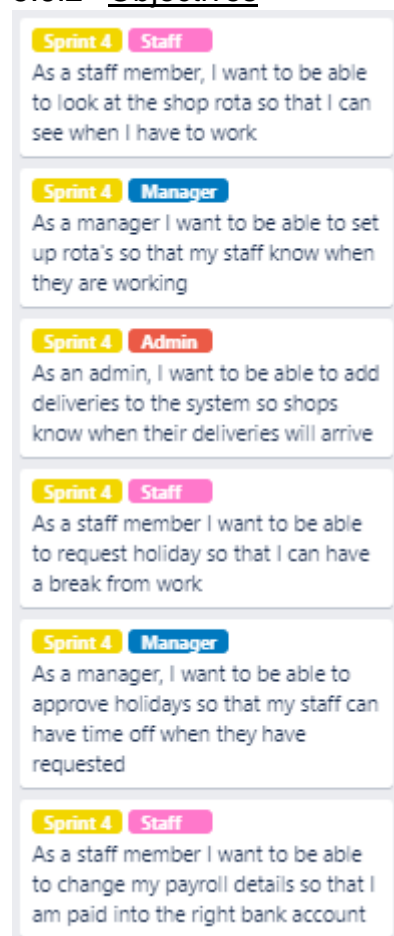 Sprint 4 Staff
As a staff member, I want to be able
to look at the shop rota so that I can
see when I have to work
Sprint 4 Manager
As a manager I want to be able to set
up rota's so that my staff know when
they are working
Sprint 4 Admin
As an admin, I want to be able to add
deliveries to the system so shops
know when their deliveries will arrive
Sprint 4 Staff
As a staff member I want to be able
to request holiday so that I can have
a break from work
Sprint 4 Manager
As a manager, I want to be able to
approve holidays so that my staff can
have time off when they have
requested
Sprint 4 Staff
As a staff member I want to be able
to change my payroll details so that I
am paid into the right bank account